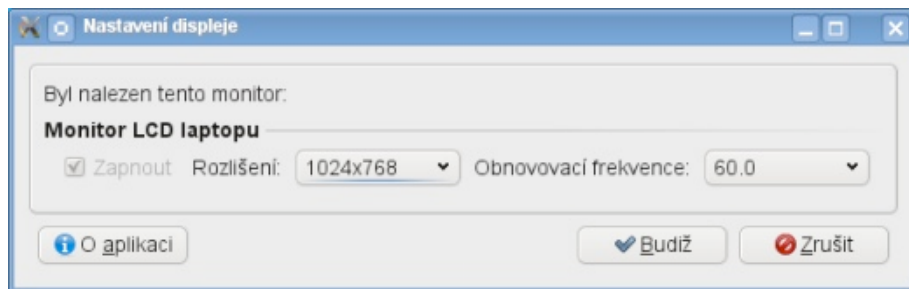 Nastavení displeje
Byl nalezen tento monitor:
Monitor LCD laptopu
Zapnout Rozlišení: 1024x768 Obnovovací frekvence: 60.0
O aplikaci Budiž Zrušit